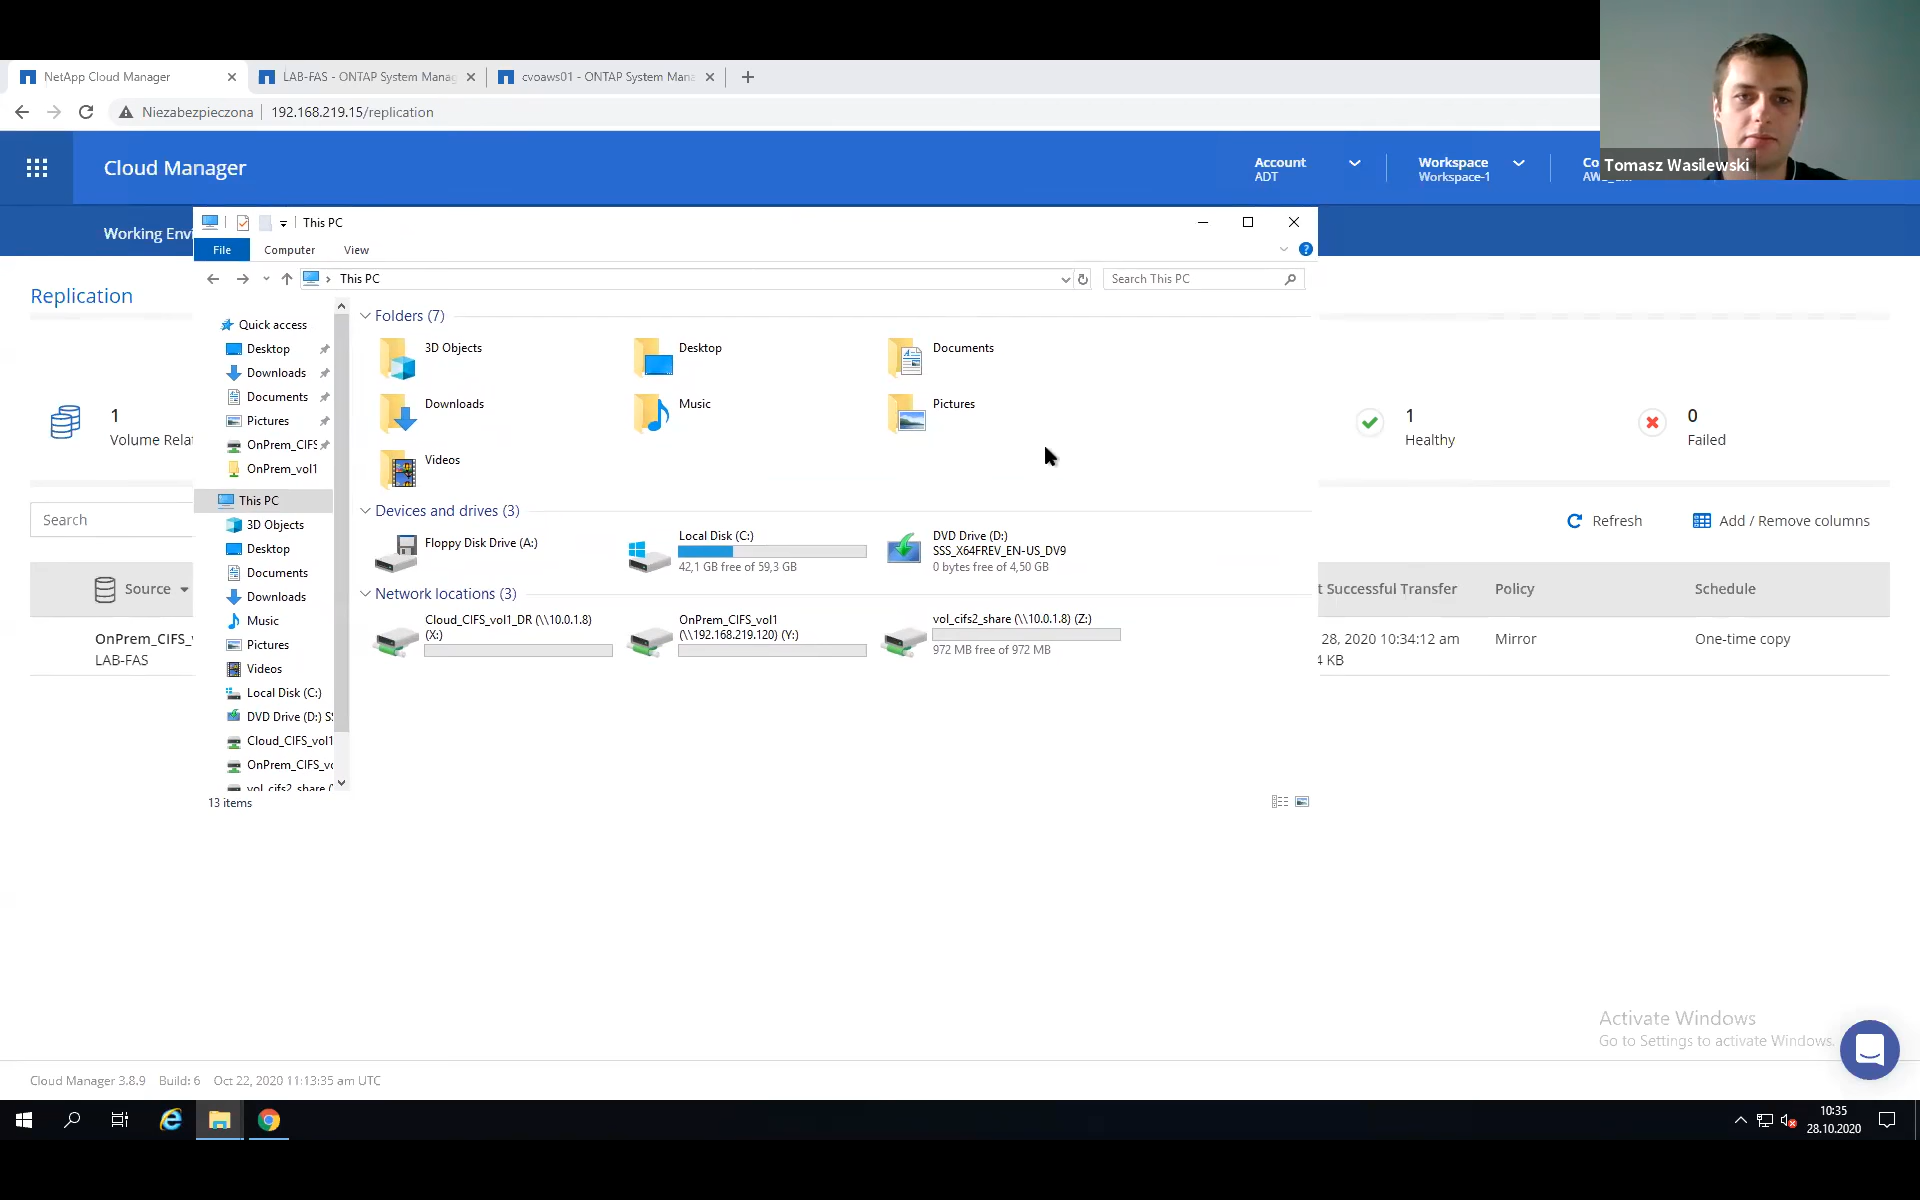 NetApp Cloud Manager
LAB-FAS - ONTAP System Manag
cvoaws01 - ONTAP System Mana
Niezabezpieczona
192.168.219.15/replication
Cloud Manager
Account
ADT
Workspace
Workspace-1
Co
Tomasz Wasilewski
Working Envi
This PC
File
Computer
View
This PC
Search This PC
Replication
1
Volume Relat
Search
Source
OnPrem_CIFS_v
LAB-FAS
Quick access
Desktop
Downloads
Documents
Pictures
OnPrem_CIFS
OnPrem_vol1
This PC
3D Objects
Desktop
Documents
Downloads
Music
Pictures
Videos
Local Disk (C:)
DVD Drive (D:) S
Cloud_CIFS_vol1
OnPrem_CIFS_vo
vol_cifs2_share (
13 items
Folders (7)
3D Objects
Desktop
Documents
Downloads
Music
Pictures
Videos
Devices and drives (3)
Floppy Disk Drive (A:)
Local Disk (C:)
42,1 GB free of 59,3 GB
DVD Drive (D:)
SSS_X64FREV_EN-US_DV9
0 bytes free of 4,50 GB
Network locations (3)
Cloud_CIFS_vol1_DR (\\10.0.1.8)
(X:)
OnPrem_CIFS_vol1
(\\192.168.219.120) (Y:)
vol_cifs2_share (\\10.0.1.8) (Z:)
972 MB free of 972 MB
1
Healthy
0
Failed
Refresh
Add / Remove columns
t Successful Transfer
Policy
Schedule
28, 2020 10:34:12 am
4 KB
Mirror
One-time copy
Activate Windows
Go to Settings to activate Windows.
Cloud Manager 3.8.9 Build: 6 Oct 22, 2020 11:13:35 am UTC
10:35
28.10.2020